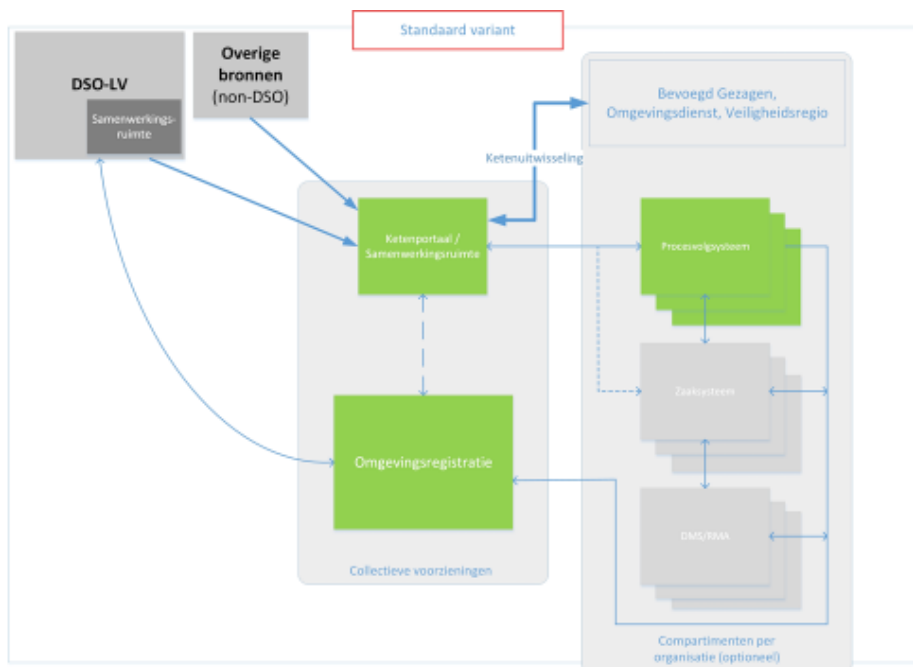 Standaard variant
DSO-LV
Samenwerkings-
ruimte
Overige
bronnen
(non-DSO)
Bevoegd Gezagen,
Omgevingsdienst, Veiligheidsregio
Ketenuitwisseling
Ketenportaal /
Samenwerkingsruimte
Procesvolgsysteem
Zaaksysteem
Omgevingsregistratie
DMS/RMA
Collectieve voorzieningen
Compartimenten per
organisatie (optioneel)